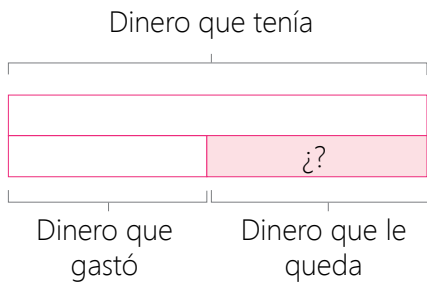 Dinero que tenía
¿?
Dinero que
gastó
Dinero que le
queda